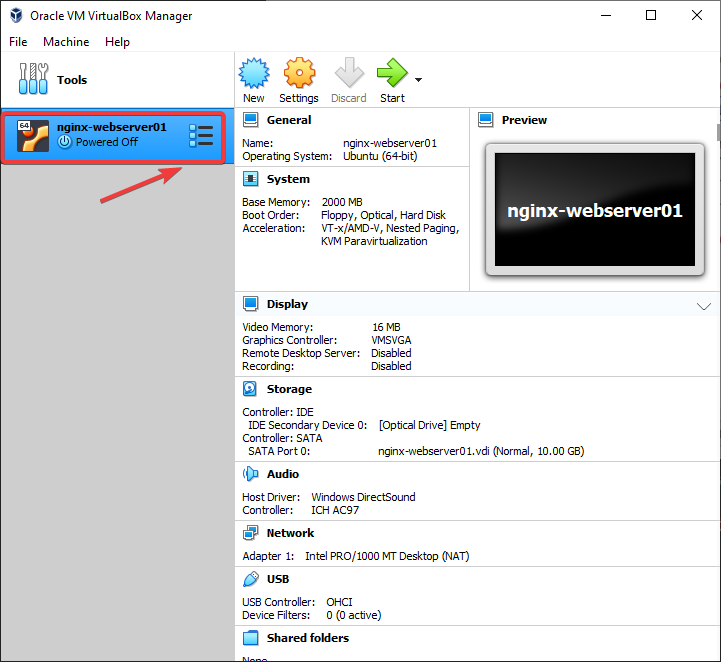 Oracle VM VirtualBox Manager
File Machine Help
Tools
New Settings Discard Start
64
nginx-webserver01
Powered Off
General
Name: nginx-webserver01
Operating System: Ubuntu (64-bit)
System
Base Memory: 2000 MB
Boot Order: Floppy, Optical, Hard Disk
Acceleration: VT-x/AMD-V, Nested Paging,
KVM Paravirtualization
Preview
nginx-webserver01
Display
Video Memory: 16 MB
Graphics Controller: VMSVGA
Remote Desktop Server: Disabled
Recording: Disabled
Storage
Controller: IDE
IDE Secondary Device 0: [Optical Drive] Empty
Controller: SATA
SATA Port 0: nginx-webserver01.vdi (Normal, 10.00 GB)
Audio
Host Driver: Windows DirectSound
Controller: ICH AC97
Network
Adapter 1: Intel PRO/1000 MT Desktop (NAT)
USB
USB Controller: OHCI
Device Filters: 0 (0 active)
Shared folders
None